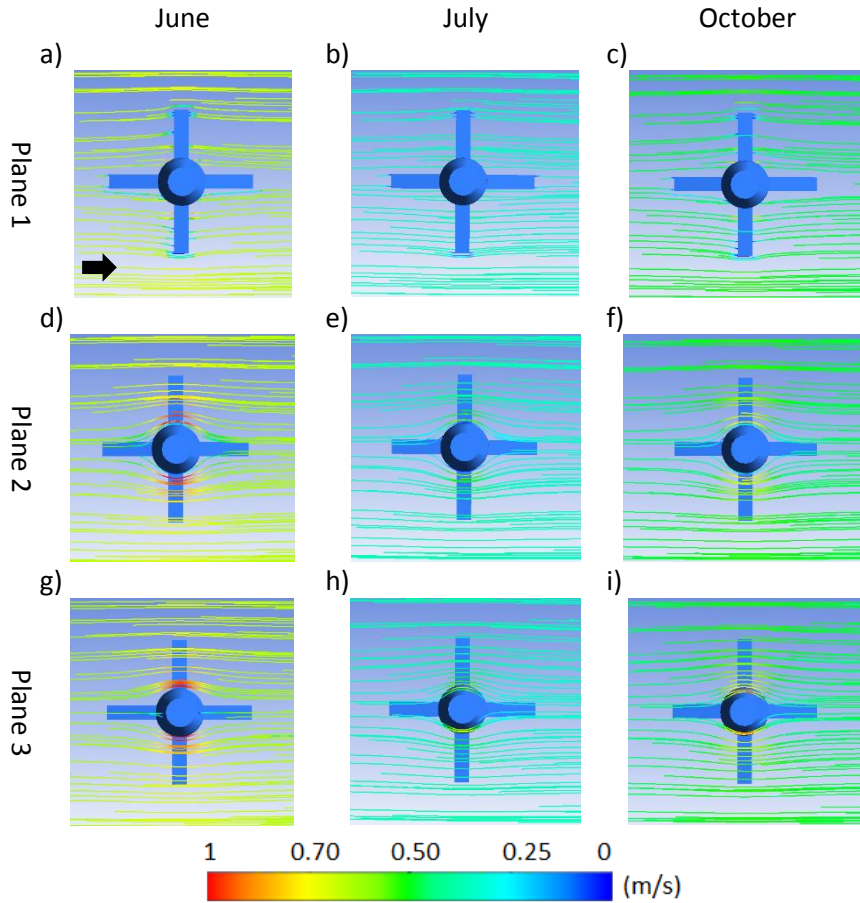 June July October
a) b) c)
Plane 1
d) e) f)
Plane 2
g) h) i)
Plane 3
1 0.70 0.50 0.25 0
(m/s)